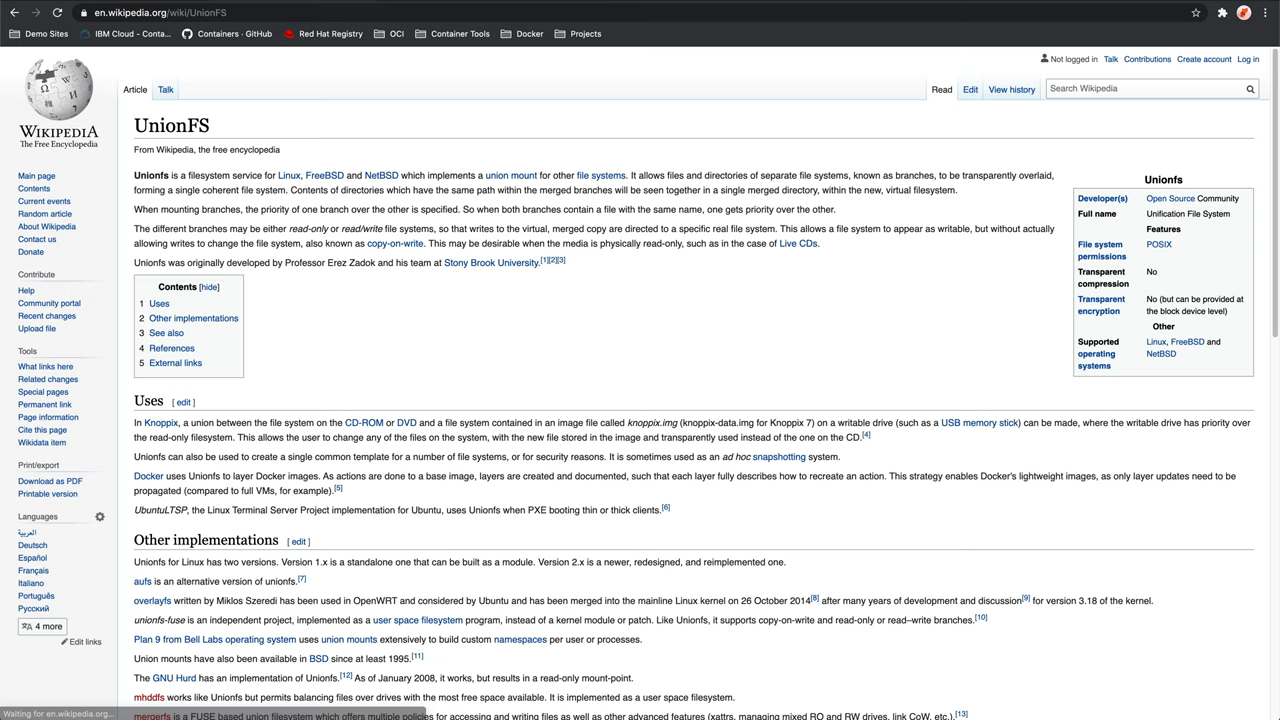 en.wikipedia.org/wiki/UnionFS
Demo Sites IBM Cloud - Conta... Containers · GitHub Red Hat Registry OCI Container Tools Docker Projects
Not logged in Talk Contributions Create account Log in
Article Talk Read Edit View history Search Wikipedia
WIKIPEDIA
The Free Encyclopedia
Main page
Contents
Current events
Random article
About Wikipedia
Contact us
Donate
Contribute
Help
Community portal
Recent changes
Upload file
Tools
What links here
Related changes
Special pages
Permanent link
Page information
Cite this page
Wikidata item
Print/export
Download as PDF
Printable version
Languages
العربية
Deutsch
Español
Français
Italiano
Português
Русский
4 more
Edit links
UnionFS
From Wikipedia, the free encyclopedia
Unionfs is a filesystem service for Linux, FreeBSD and NetBSD which implements a union mount for other file systems. It allows files and directories of separate file systems, known as branches, to be transparently overlaid,
forming a single coherent file system. Contents of directories which have the same path within the merged branches will be seen together in a single merged directory, within the new, virtual filesystem.
When mounting branches, the priority of one branch over the other is specified. So when both branches contain a file with the same name, one gets priority over the other.
The different branches may be either read-only or read/write file systems, so that writes to the virtual, merged copy are directed to a specific real file system. This allows a file system to appear as writable, but without actually
allowing writes to change the file system, also known as copy-on-write. This may be desirable when the media is physically read-only, such as in the case of Live CDs.
Unionfs was originally developed by Professor Erez Zadok and his team at Stony Brook University.[1][2][3]
Unionfs
Developer(s) Open Source Community
Full name Unification File System
Features
File system POSIX
permissions
Transparent No
compression
Transparent No (but can be provided at
encryption the block device level)
Other
Supported Linux, FreeBSD and
operating NetBSD
systems
Contents [hide]
1 Uses
2 Other implementations
3 See also
4 References
5 External links
Uses [ edit ]
In Knoppix, a union between the file system on the CD-ROM or DVD and a file system contained in an image file called knoppix.img (knoppix-data.img for Knoppix 7) on a writable drive (such as a USB memory stick) can be made, where the writable drive has priority over
the read-only filesystem. This allows the user to change any of the files on the system, with the new file stored in the image and transparently used instead of the one on the CD.[4]
Unionfs can also be used to create a single common template for a number of file systems, or for security reasons. It is sometimes used as an ad hoc snapshotting system.
Docker uses Unionfs to layer Docker images. As actions are done to a base image, layers are created and documented, such that each layer fully describes how to recreate an action. This strategy enables Docker's lightweight images, as only layer updates need to be
propagated (compared to full VMs, for example).[5]
UbuntuLTSP, the Linux Terminal Server Project implementation for Ubuntu, uses Unionfs when PXE booting thin or thick clients.[6]
Other implementations [ edit ]
Unionfs for Linux has two versions. Version 1.x is a standalone one that can be built as a module. Version 2.x is a newer, redesigned, and reimplemented one.
aufs is an alternative version of unionfs.[7]
overlayfs written by Miklos Szeredi has been used in OpenWRT and considered by Ubuntu and has been merged into the mainline Linux kernel on 26 October 2014[8] after many years of development and discussion[9] for version 3.18 of the kernel.
unionfs-fuse is an independent project, implemented as a user space filesystem program, instead of a kernel module or patch. Like Unionfs, it supports copy-on-write and read-only or read–write branches.[10]
Plan 9 from Bell Labs operating system uses union mounts extensively to build custom namespaces per user or processes.
Union mounts have also been available in BSD since at least 1995.[11]
The GNU Hurd has an implementation of Unionfs.[12] As of January 2008, it works, but results in a read-only mount-point.
mhddfs works like Unionfs but permits balancing files over drives with the most free space available. It is implemented as a user space filesystem.
mergerfs is a FUSE based union filesystem which offers multiple policies for accessing and writing files as well as other advanced features (xattrs, managing mixed RO and RW drives, link CoW, etc.).[13]
Waiting for en.wikipedia.org...